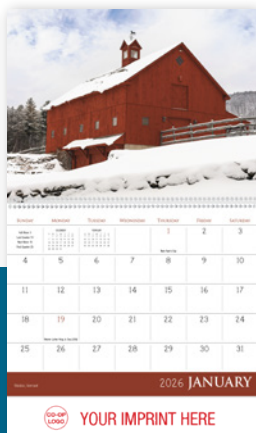 SUNDAY MONDAY TUESDAY WEDNESDAY THURSDAY FRIDAY SATURDAY
1 2 3
4 5 6 7 8 9 10
11 12 13 14 15 16 17
18 19 20 21 22 23 24
25 26 27 28 29 30 31
2026 JANUARY
CO-OP
LOGO
YOUR IMPRINT HERE